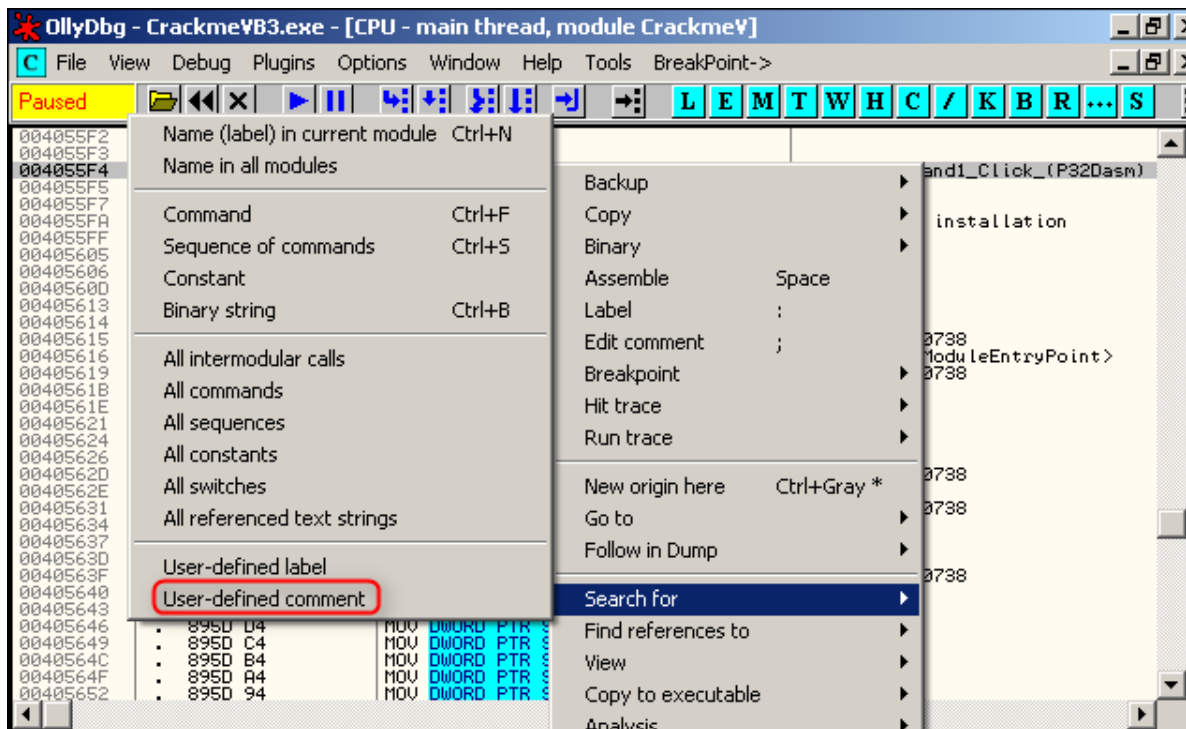 OllyDbg - Crackme¥B3.exe - [CPU - main thread, module Crackme¥]
C File View Debug Plugins Options Window Help Tools BreakPoint->
Paused L E M T W H C / K B R ... S
004055F2
004055F3
004055F4 and1_Click_(P32Dasm)
004055F5
004055F7
004055FA installation
004055FF
00405605
00405606
0040560D
00405613
00405614
00405615 0738
00405616 ModuleEntryPoint>
00405619 0738
0040561B
0040561E
00405621
00405624
00405626
0040562D 0738
0040562E
00405631 0738
00405634
00405637
0040563D
0040563F 0738
00405640
00405643
00405646 . 895D D4 MOV DWORD PTR S
00405649 . 895D C4 MOV DWORD PTR S
0040564C . 895D B4 MOV DWORD PTR S
0040564F . 895D A4 MOV DWORD PTR S
00405652 . 895D 94 MOV DWORD PTR S
Name (label) in current module Ctrl+N
Name in all modules
Command Ctrl+F
Sequence of commands Ctrl+S
Constant
Binary string Ctrl+B
All intermodular calls
All commands
All sequences
All constants
All switches
All referenced text strings
User-defined label
User-defined comment
Backup
Copy
Binary
Assemble Space
Label :
Edit comment ;
Breakpoint
Hit trace
Run trace
New origin here Ctrl+Gray *
Go to
Follow in Dump
Search for
Find references to
View
Copy to executable
Analysis